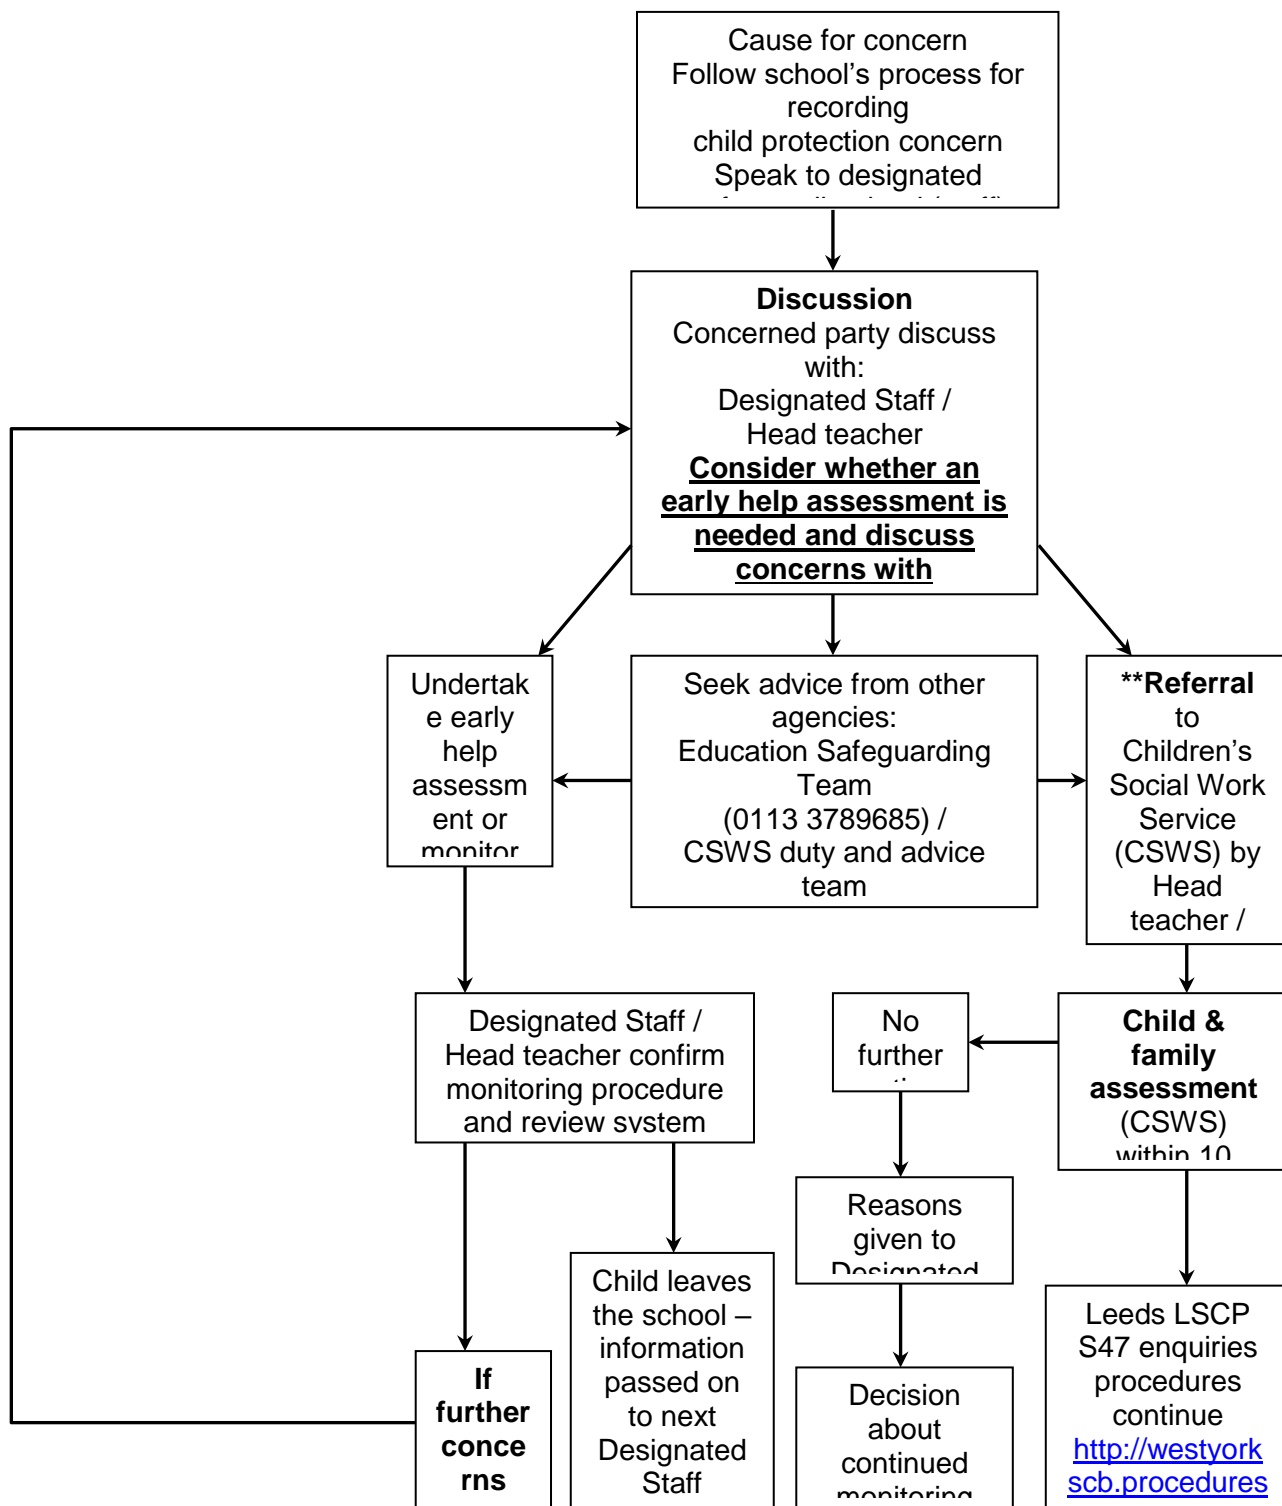 Cause for concern
Follow school's process for
recording
child protection concern
Speak to designated
Discussion
Concerned party discuss
with:
Designated Staff /
Head teacher
Consider whether an
early help assessment is
needed and discuss
concerns with
Undertak
e early
help
assessm
ent or
monitor
Seek advice from other
agencies:
Education Safeguarding
Team
(0113 3789685) /
CSWS duty and advice
team
**Referral
to
Children's
Social Work
Service
(CSWS) by
Head
teacher /
Designated Staff /
Head teacher confirm
monitoring procedure
and review system
No
further
Child &
family
assessment
(CSWS)
within 10
Reasons
given to
Designated
Child leaves
the school –
information
passed on
to next
Designated
Staff
Leeds LSCP
S47 enquiries
procedures
continue
http://westyork
scb.procedures
If
further
conce
rns
Decision
about
continued
monitoring